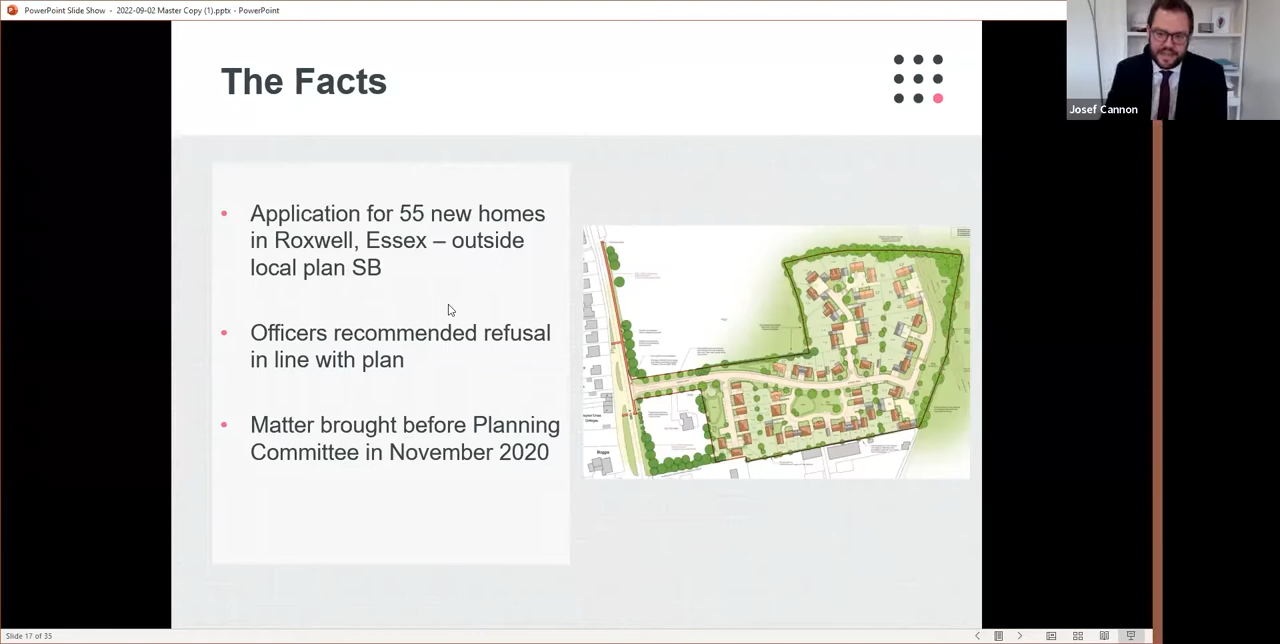 PowerPoint Slide Show - 2022-09-02 Master Copy (1).pptx - PowerPoint
Josef Cannon
The Facts
• Application for 55 new homes
in Roxwell, Essex – outside
local plan SB
• Officers recommended refusal
in line with plan
• Matter brought before Planning
Committee in November 2020
Slide 17 of 35